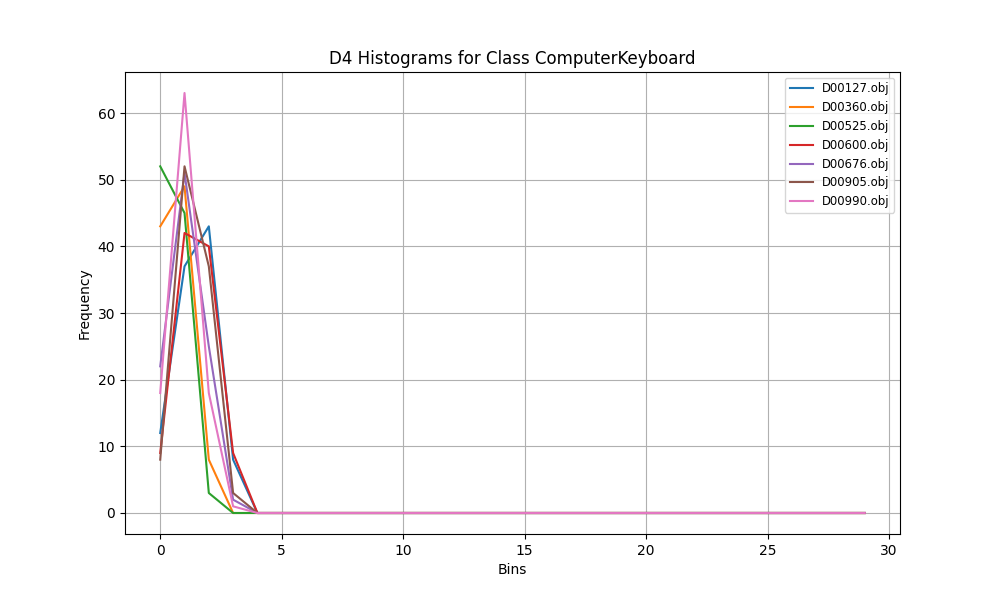 D4 Histograms for Class ComputerKeyboard
D00127.obj
D00360.obj
D00525.obj
D00600.obj
D00676.obj
D00905.obj
D00990.obj
Frequency
60
50
40
30
20
10
0
0 5 10 15 20 25 30
Bins